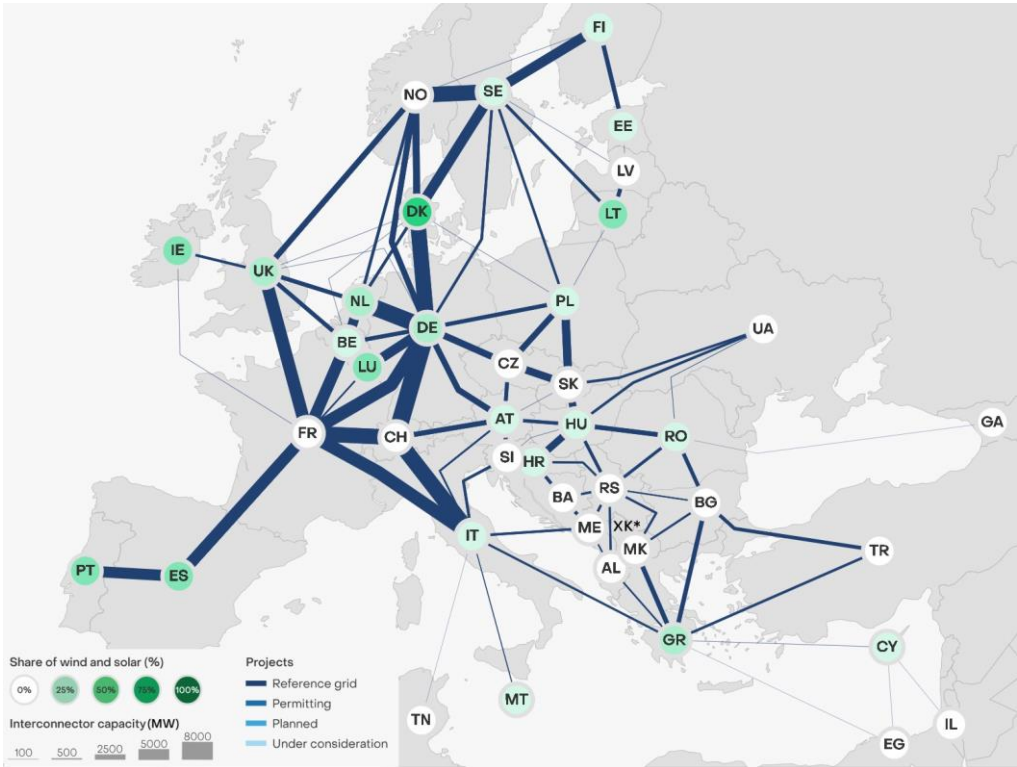 FI
NO
SE
EE
LV
DK
LT
IE
UK
NL
PL
DE
UA
BE
CZ
LU
SK
GA
AT
HU
FR
CH
RO
SI
HR
RS
BA
BG
ME
XK*
IT
MK
TR
AL
PT
ES
GR
CY
MT
TN
IL
EG
Share of wind and solar (%)
0% 25% 50% 75% 100%
Interconnector capacity (MW)
100 500 2500 5000 8000
Projects
Reference grid
Permitting
Planned
Under consideration